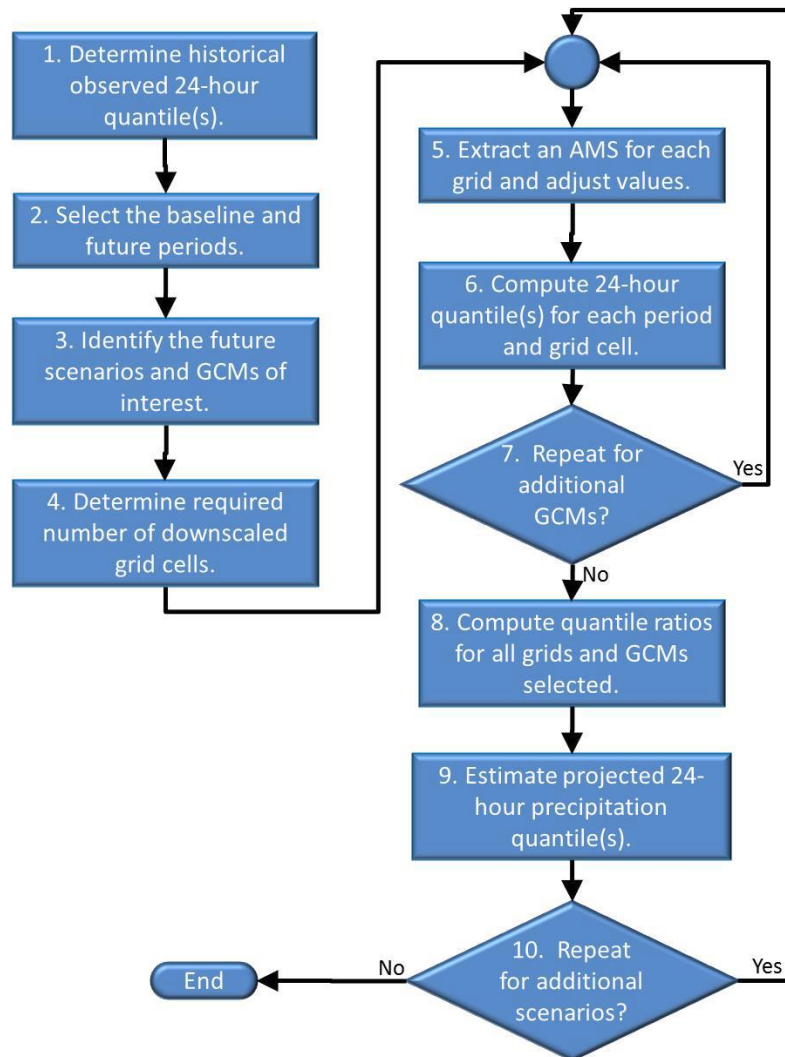 1. Determine historical
observed 24-hour
quantile(s).
2. Select the baseline and
future periods.
3. Identify the future
scenarios and GCMs of
interest.
4. Determine required
number of downscaled
grid cells.
5. Extract an AMS for each
grid and adjust values.
6. Compute 24-hour
quantile(s) for each period
and grid cell.
7. Repeat for
additional
GCMs?
Yes
No
8. Compute quantile ratios
for all grids and GCMs
selected.
9. Estimate projected 24-
hour precipitation
quantile(s).
10. Repeat
for additional
scenarios?
Yes
No
End